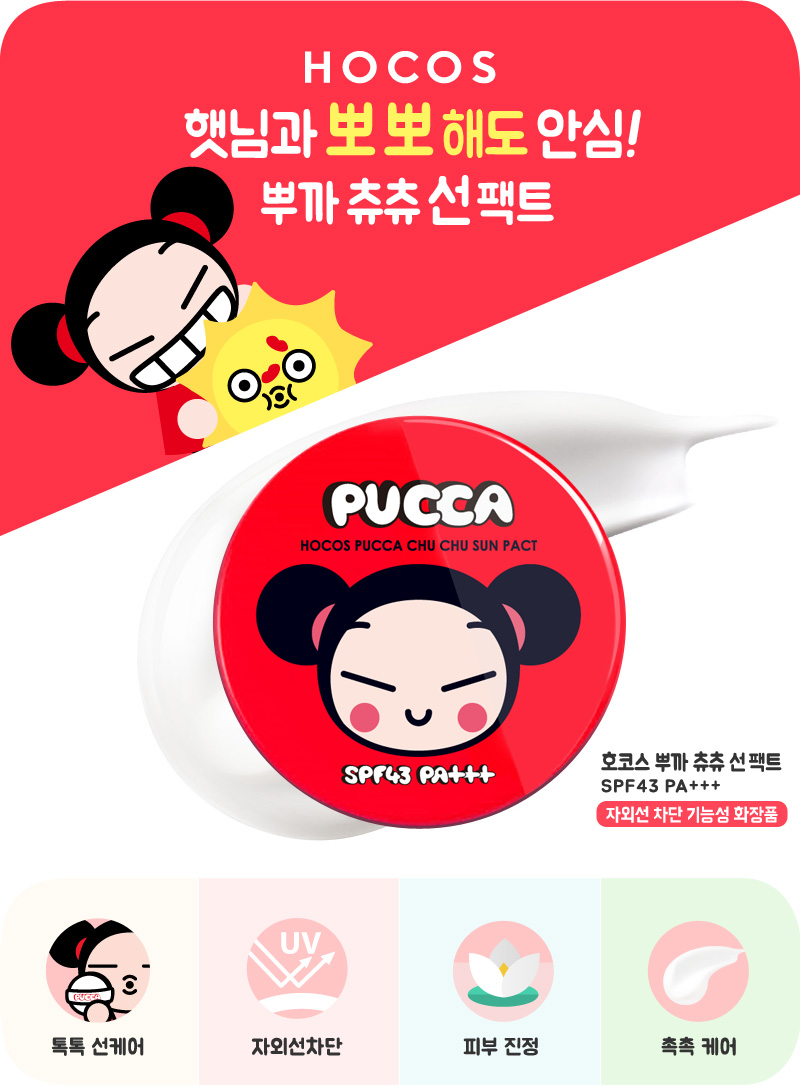 HOCOS
햇님과 뽀뽀해도 안심!
뿌까 츄츄 선 팩트
PUCCA
HOCOS PUCCA CHU CHU SUN PACT
SPF43 PA+++
호코스 뿌까 츄츄 선 팩트
SPF43 PA+++
자외선 차단 기능성 화장품
PUCCA
UV
톡톡 선케어
자외선차단
피부 진정
촉촉 케어